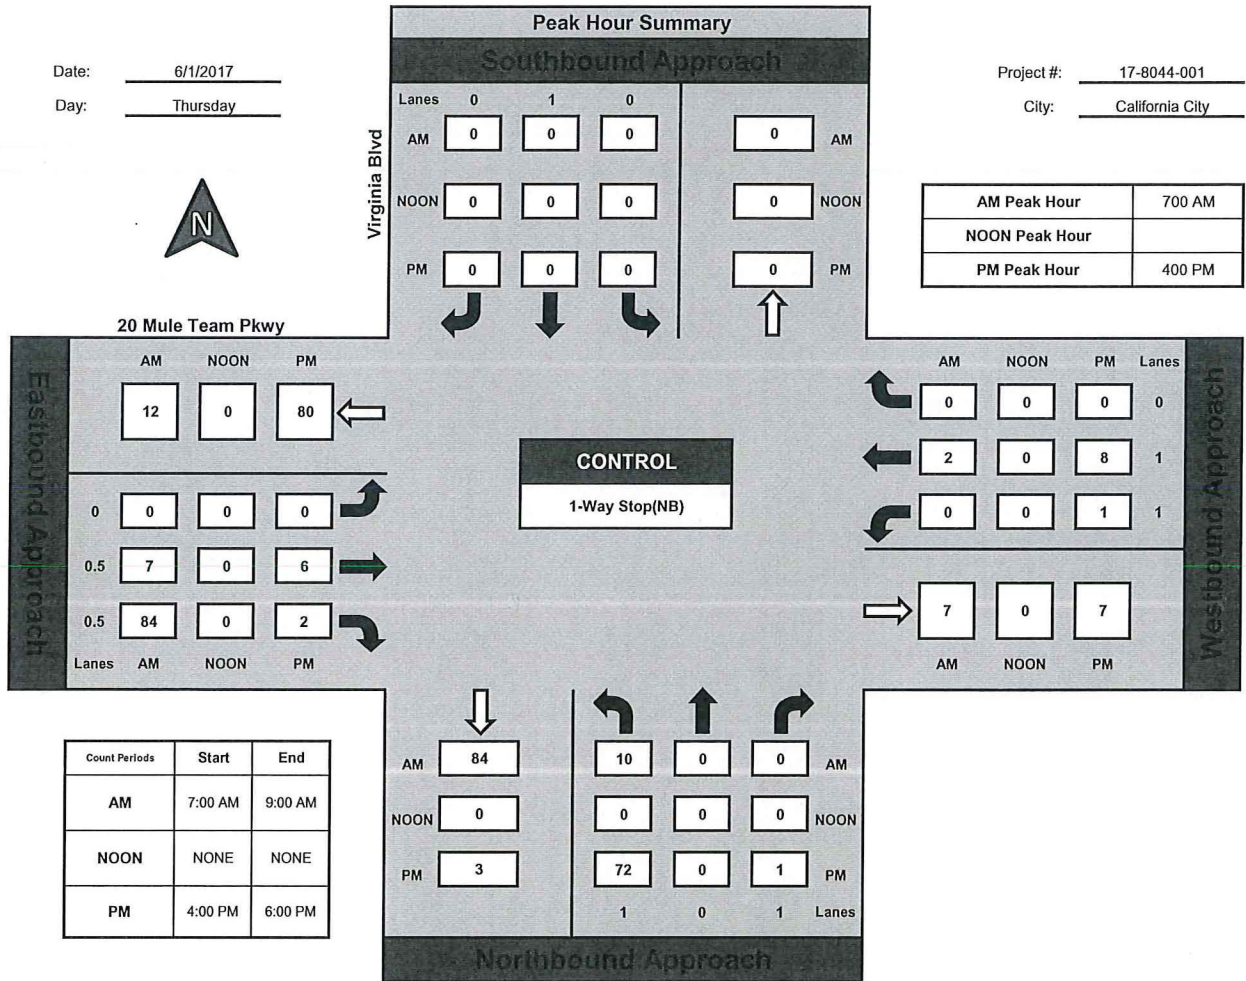 Peak Hour Summary
Southbound Approach
Date: 6/1/2017
Day: Thursday
Project #: 17-8044-001
City: California City
N
Virginia Blvd
Lanes 0 1 0
AM 0 0 0 0 AM
NOON 0 0 0 0 NOON
PM 0 0 0 0 PM
AM Peak Hour 700 AM
NOON Peak Hour
PM Peak Hour 400 PM
20 Mule Team Pkwy
Eastbound Approach
AM NOON PM
12 0 80
0 0 0 0
0.5 7 0 6
0.5 84 0 2
Lanes AM NOON PM
CONTROL
1-Way Stop(NB)
AM NOON PM Lanes
0 0 0 0
2 0 8 1
0 0 1 1
7 0 7
AM NOON PM
Westbound Approach
Count Periods Start End
AM 7:00 AM 9:00 AM
NOON NONE NONE
PM 4:00 PM 6:00 PM
AM 84 10 0 0 AM
NOON 0 0 0 0 NOON
PM 3 72 0 1 PM
1 0 1 Lanes
Northbound Approach